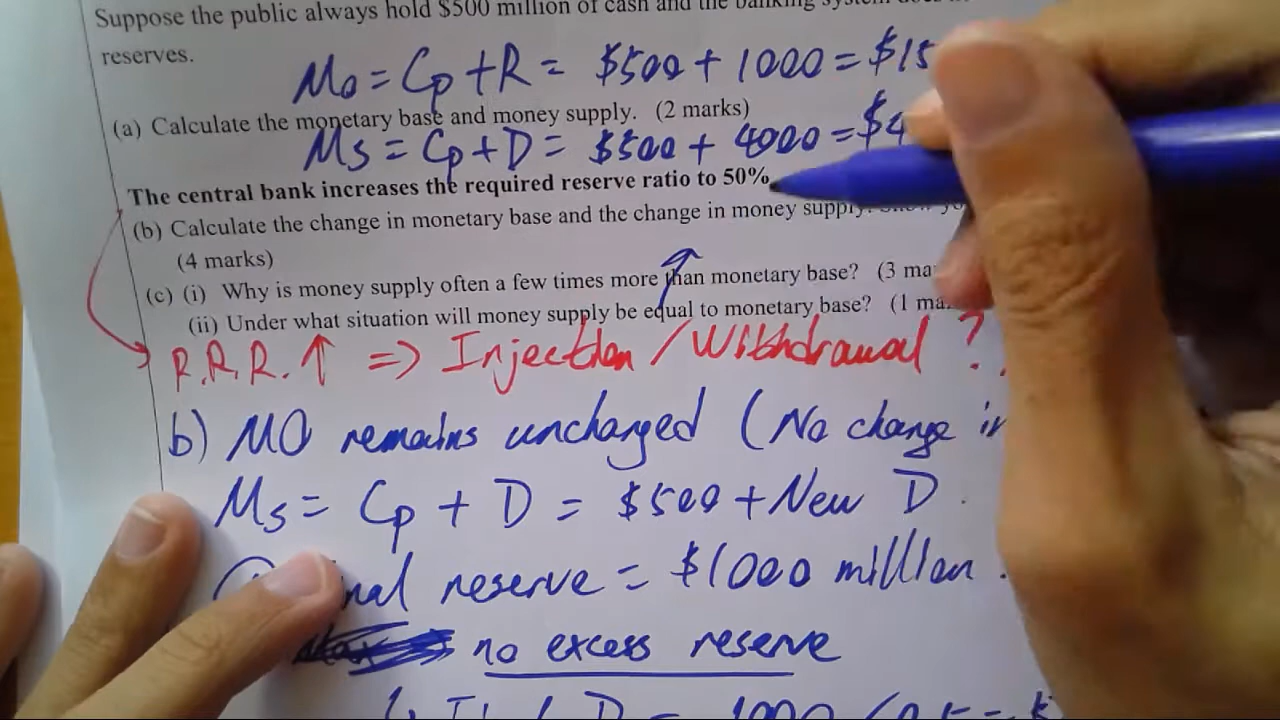 Suppose the public always hold $500 million of cash and the banking system does
reserves.
Mo = Cp + R = $500 + 1000 = $15
(a) Calculate the monetary base and money supply. (2 marks)
Ms = Cp + D = $500 + 4000 = $4
The central bank increases the required reserve ratio to 50%
(b) Calculate the change in monetary base and the change in money supply.
(4 marks)
(c) (i) Why is money supply often a few times more than monetary base? (3
(ii) Under what situation will money supply be equal to monetary base? (1
R.R.R. ↑ => Injection / Withdrawal ?
b) MO remains unchanged (No change in
Ms = Cp + D = $500 + New D.
reserve = $1000 million.
no excess reserve
D = 1000